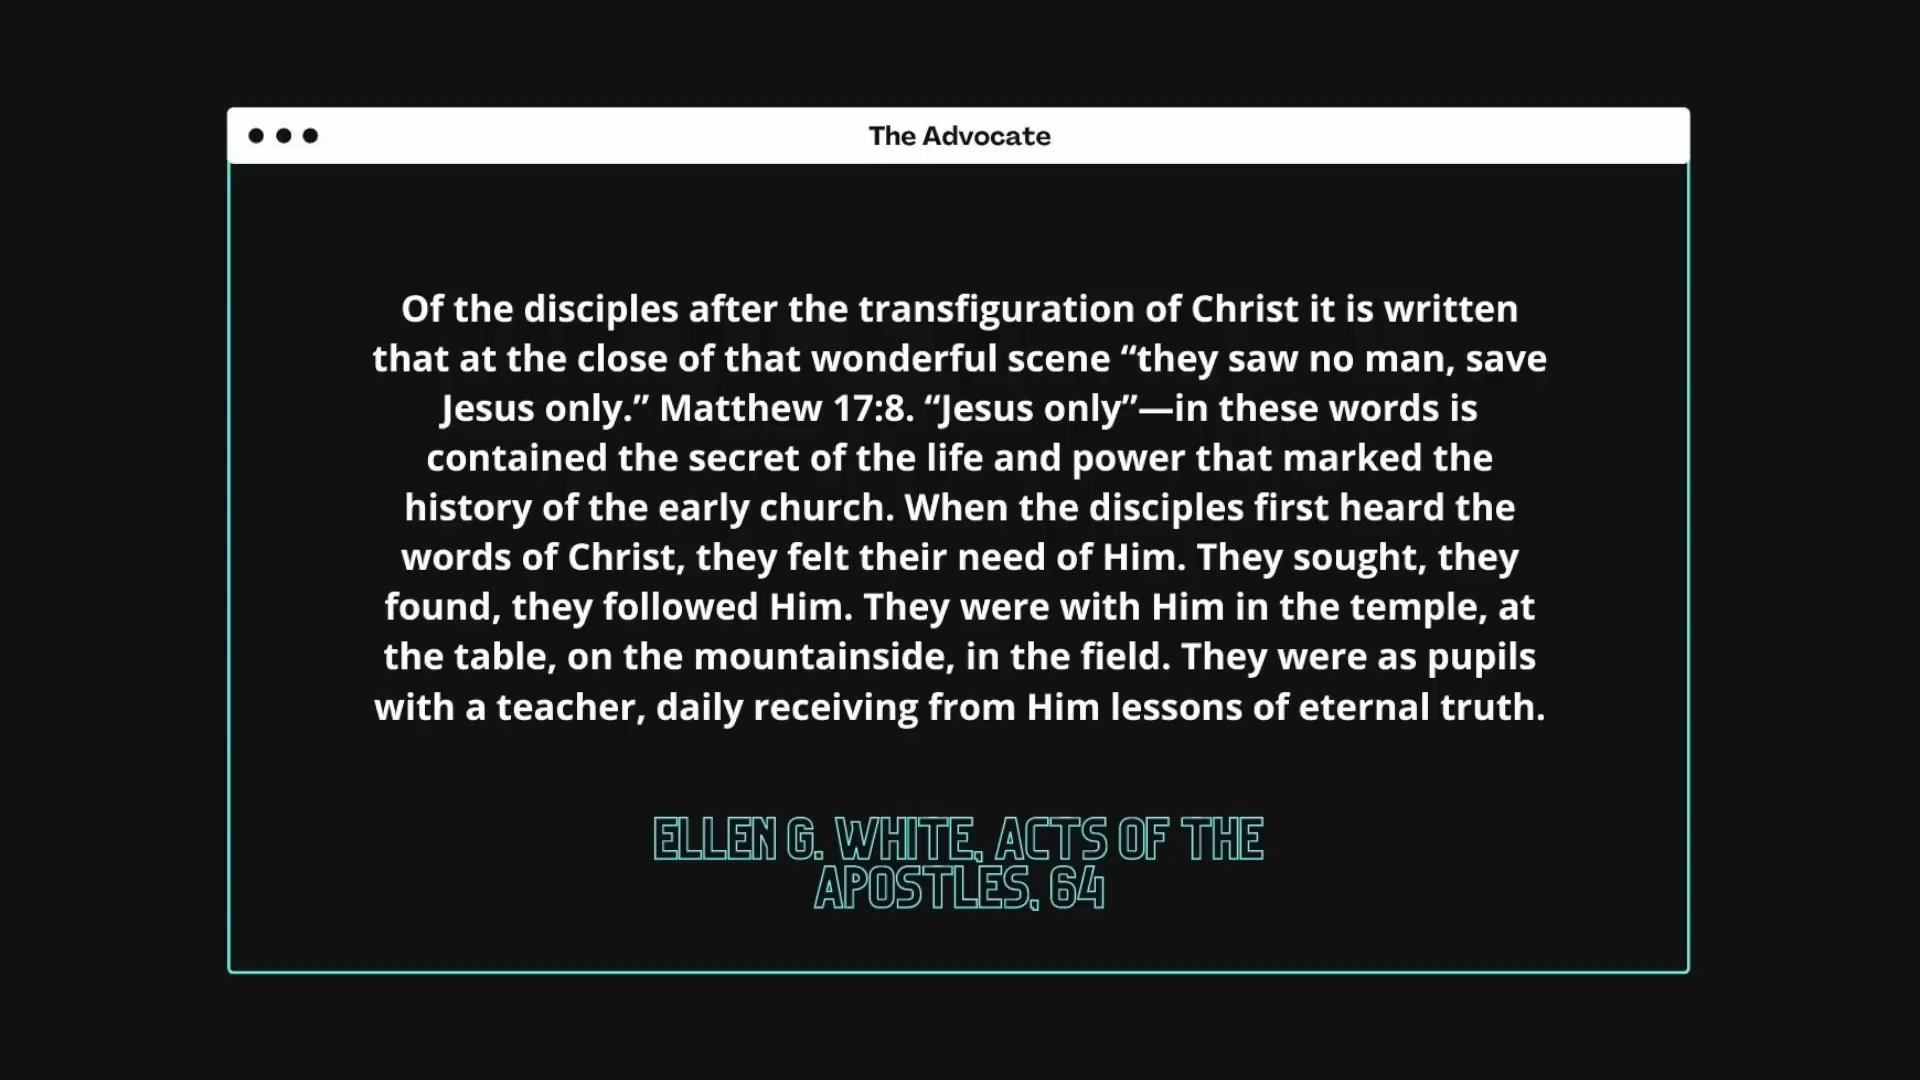 The Advocate
Of the disciples after the transfiguration of Christ it is written
that at the close of that wonderful scene “they saw no man, save
Jesus only.” Matthew 17:8. “Jesus only”—in these words is
contained the secret of the life and power that marked the
history of the early church. When the disciples first heard the
words of Christ, they felt their need of Him. They sought, they
found, they followed Him. They were with Him in the temple, at
the table, on the mountainside, in the field. They were as pupils
with a teacher, daily receiving from Him lessons of eternal truth.
ELLEN G. WHITE, ACTS OF THE
APOSTLES, 64